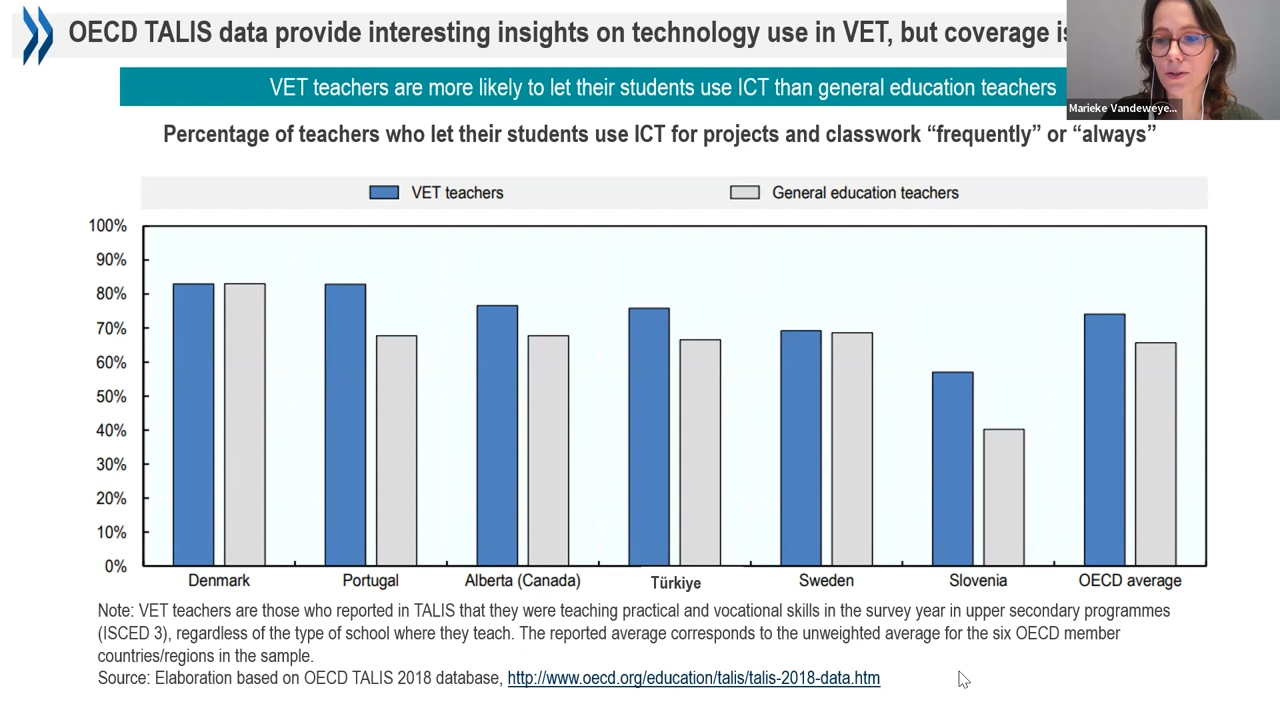 OECD TALIS data provide interesting insights on technology use in VET, but coverage
VET teachers are more likely to let their students use ICT than general education teachers
Marieke Vandeweye...
Percentage of teachers who let their students use ICT for projects and classwork “frequently” or “always”
VET teachers General education teachers
100%
90%
80%
70%
60%
50%
40%
30%
20%
10%
0%
Denmark Portugal Alberta (Canada) Türkiye Sweden Slovenia OECD average
Note: VET teachers are those who reported in TALIS that they were teaching practical and vocational skills in the survey year in upper secondary programmes
(ISCED 3), regardless of the type of school where they teach. The reported average corresponds to the unweighted average for the six OECD member
countries/regions in the sample.
Source: Elaboration based on OECD TALIS 2018 database, http://www.oecd.org/education/talis/talis-2018-data.htm